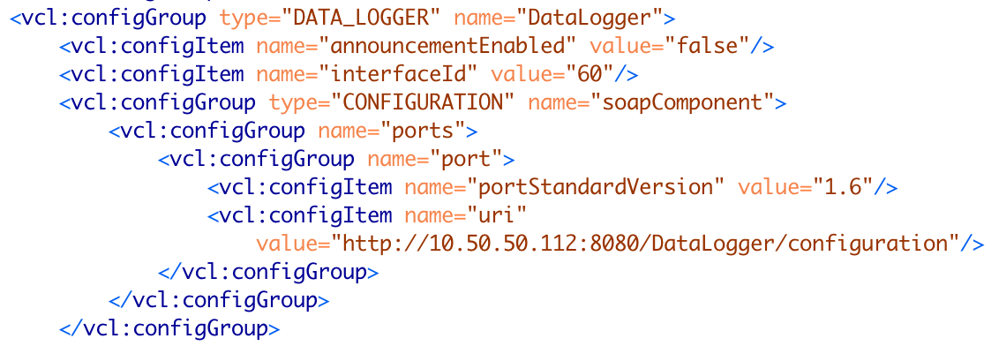 <vcl:configGroup type="DATA_LOGGER" name="DataLogger">
<vcl:configItem name="announcementEnabled" value="false"/>
<vcl:configItem name="interfaceId" value="60"/>
<vcl:configGroup type="CONFIGURATION" name="soapComponent">
<vcl:configGroup name="ports">
<vcl:configGroup name="port">
<vcl:configItem name="portStandardVersion" value="1.6"/>
<vcl:configItem name="uri"
value="http://10.50.50.112:8080/DataLogger/configuration"/>
</vcl:configGroup>
</vcl:configGroup>
</vcl:configGroup>